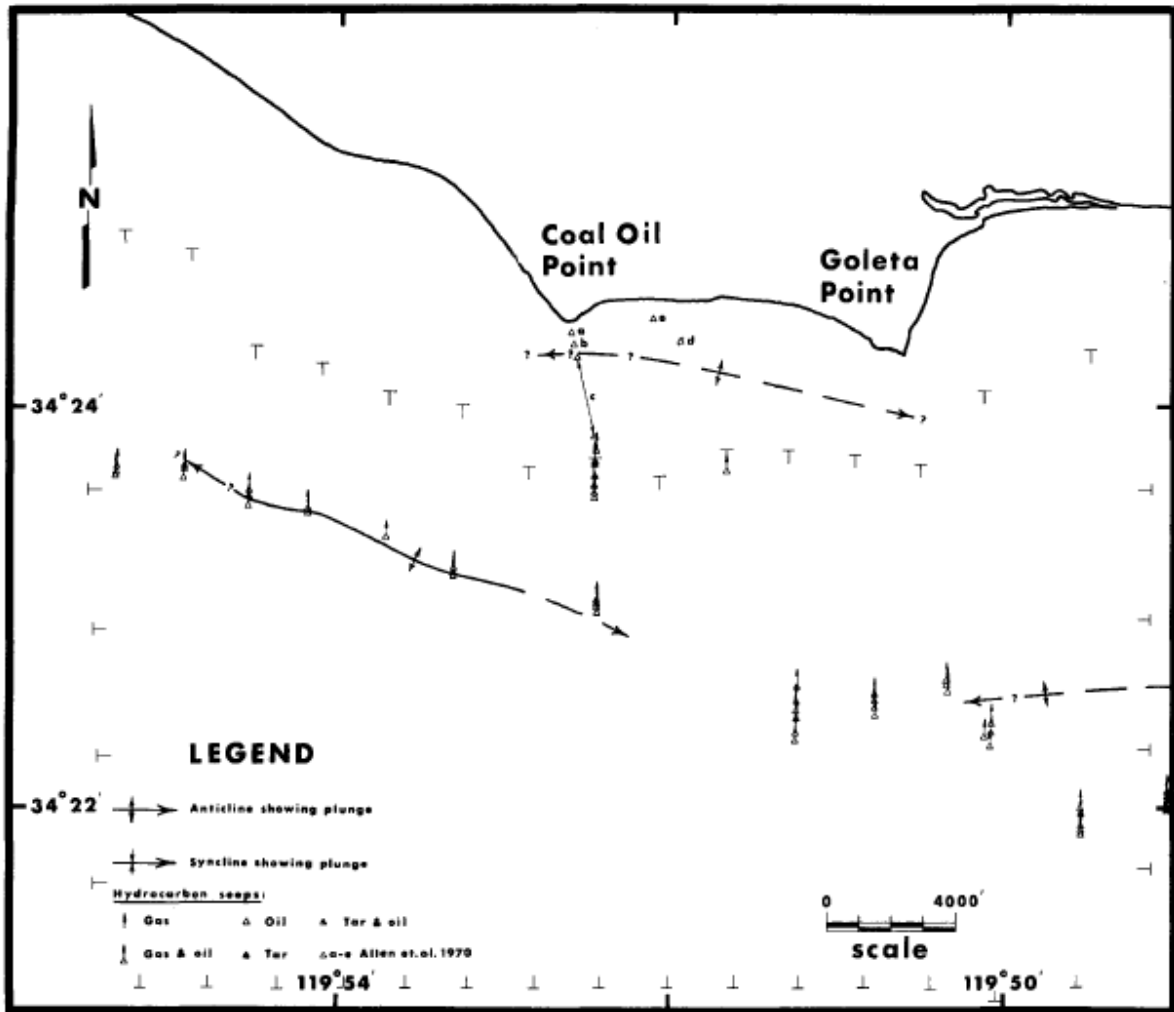 N
Coal Oil
Point
Goleta
Point
a
e
b
d
? ? ?
c
34°24'
?
?
?
?
LEGEND
34°22'
Anticline showing plunge
Syncline showing plunge
Hydrocarbon seeps:
Gas Oil Tar & oil
Gas & oil Tar a-e Allen et.al. 1970
0 4000'
scale
119°54' 119°50'